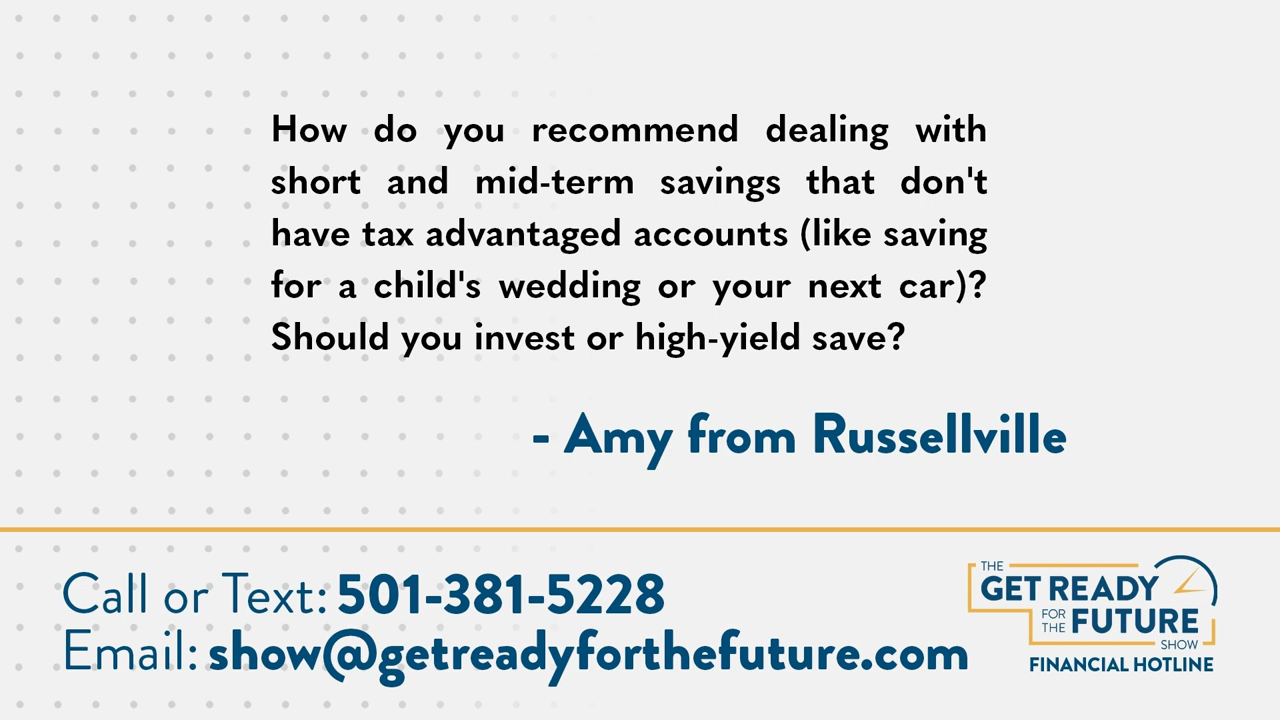 How do you recommend dealing with
short and mid-term savings that don't
have tax advantaged accounts (like saving
for a child's wedding or your next car)?
Should you invest or high-yield save?
- Amy from Russellville
Call or Text: 501-381-5228
Email: show@getreadyforthefuture.com
THE
GET READY
FOR THE FUTURE
SHOW
FINANCIAL HOTLINE